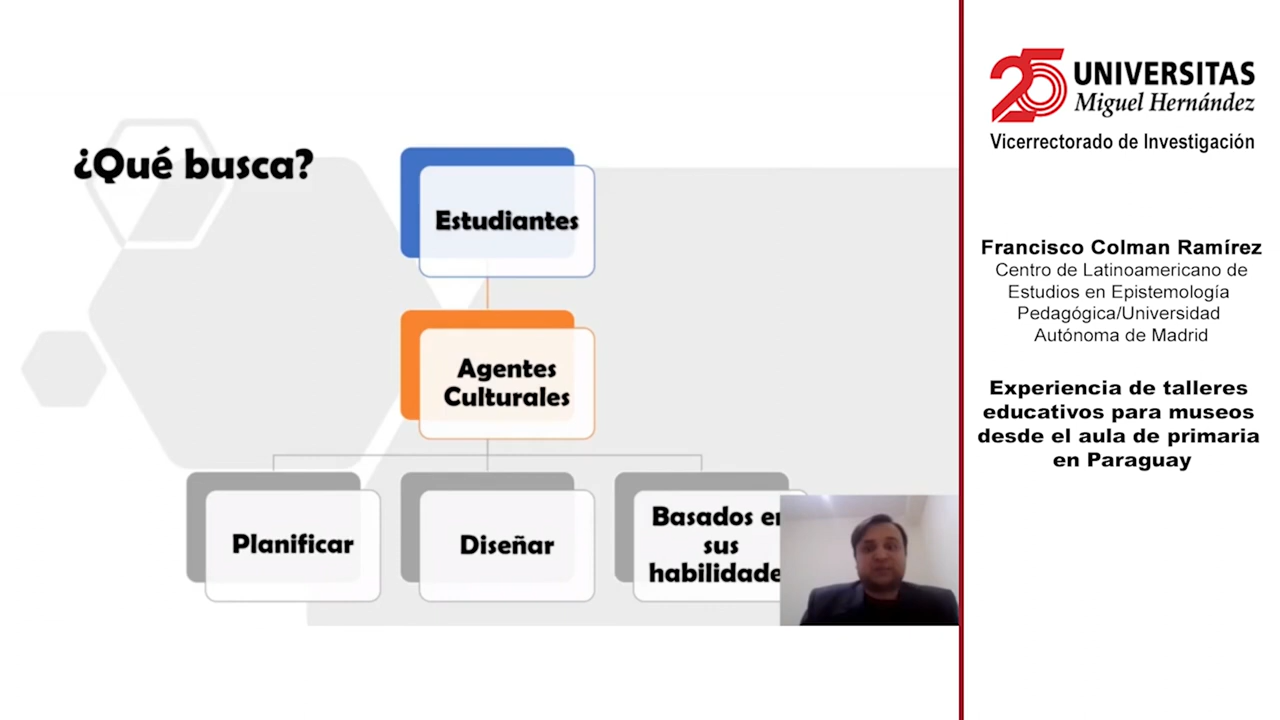 ¿Qué busca?
Estudiantes
Agentes
Culturales
Planificar
Diseñar
Basados en
sus
habilidade
25 UNIVERSITAS
Miguel Hernández
Vicerrectorado de Investigación
Francisco Colman Ramírez
Centro de Latinoamericano de
Estudios en Epistemología
Pedagógica/Universidad
Autónoma de Madrid
Experiencia de talleres
educativos para museos
desde el aula de primaria
en Paraguay